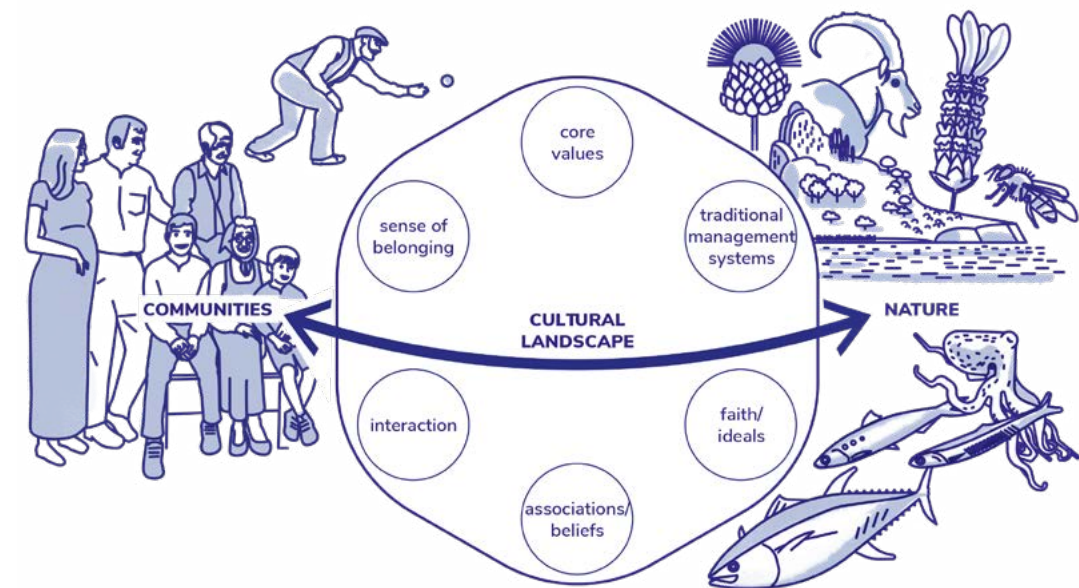 core
values
sense of
belonging
traditional
management
systems
COMMUNITIES
CULTURAL
LANDSCAPE
NATURE
interaction
faith/
ideals
associations/
beliefs